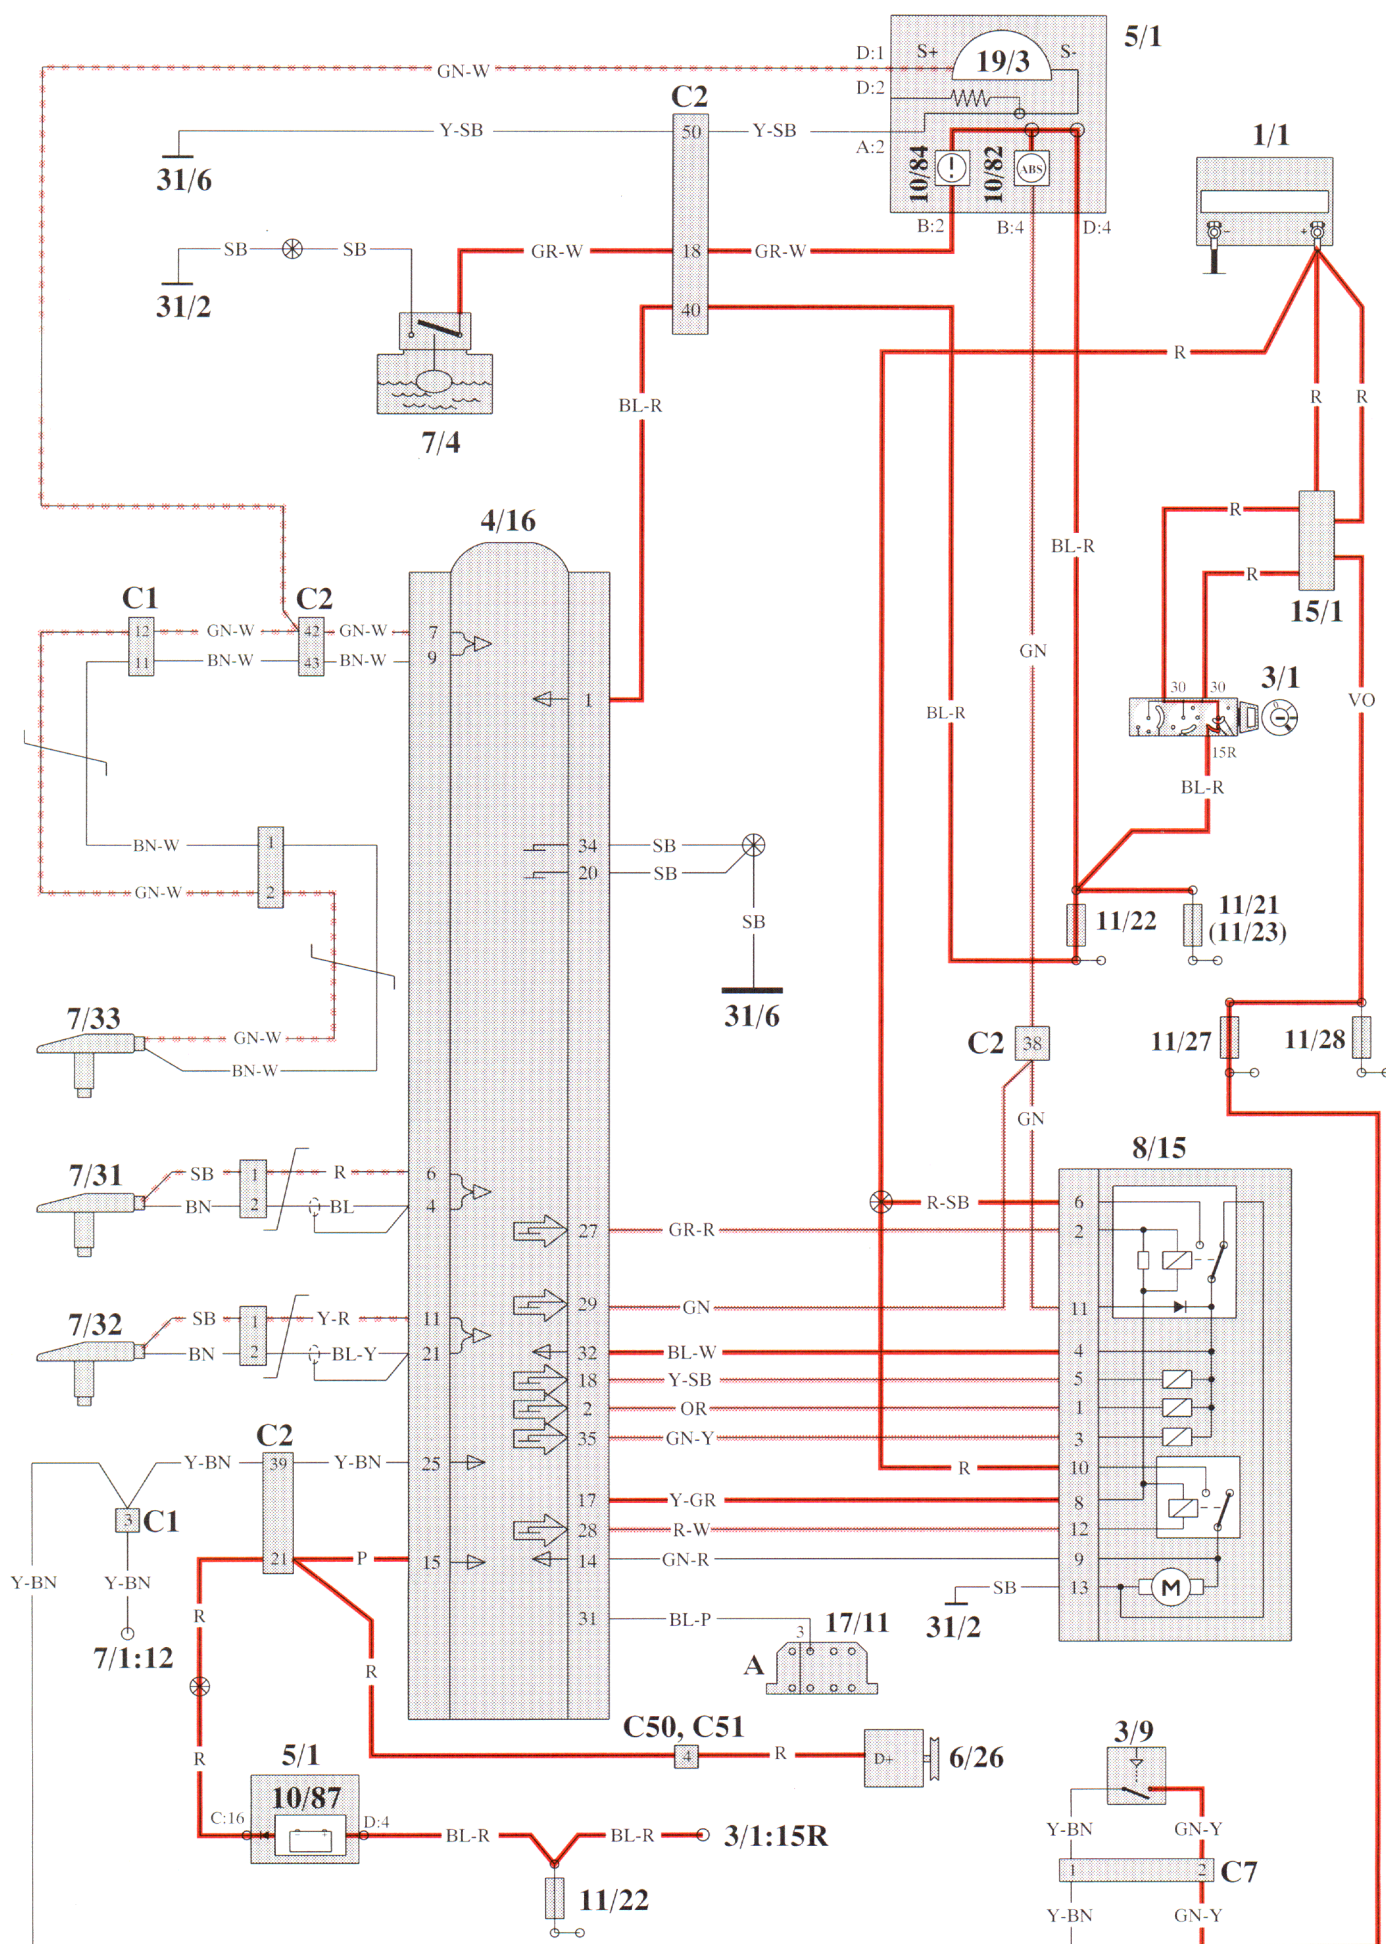 5/1
D:1 S+ 19/3 S-
GN-W
D:2
C2
Y-SB 50 Y-SB
A:2
10/84 ! 10/82 ABS
1/1
- +
31/6
B:2 B:4 D:4
SB SB GR-W 18 GR-W
31/2
40
R
BL-R
R R
7/4
4/16
R
BL-R
R
15/1
C1 C2
12 GN-W 42 GN-W 7
11 BN-W 43 BN-W 9
GN
3/1
30 30
1
BL-R
VO
15R
BL-R
BN-W 1
34 SB
20 SB
GN-W 2
SB
11/22 11/21
(11/23)
31/6
7/33
GN-W
BN-W
C2 38
11/27 11/28
GN
8/15
7/31
SB 1 R 6
BN 2 BL 4
R-SB 6
27 GR-R 2
29 GN 11
7/32
SB 1 Y-R 11
BN 2 BL-Y 21
32 BL-W 4
18 Y-SB 5
2 OR 1
35 GN-Y 3
C2
Y-BN 39 Y-BN 25
R 10
17 Y-GR 8
3 C1
28 R-W 12
21 P 15
14 GN-R 9
Y-BN Y-BN
SB 13 M
31/2
R
31 BL-P
3 17/11
A
7/1:12
R
C50, C51
4 R D+ 6/26
R
5/1
10/87
C:16 D:4
BL-R BL-R 3/1:15R
11/22
3/9
Y-BN GN-Y
1 2 C7
Y-BN GN-Y